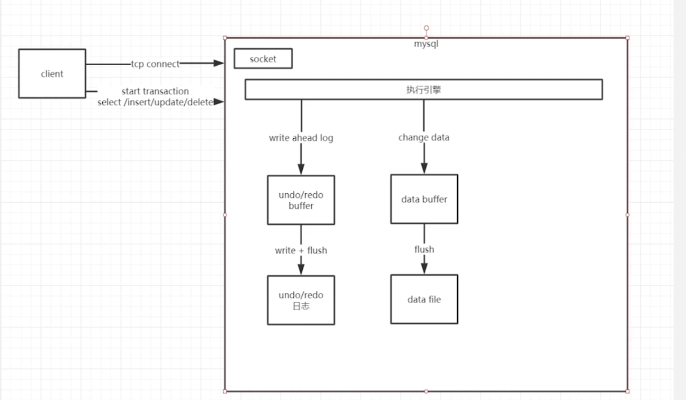 mysql
socket
client
tcp connect
执行引擎
start transaction
select /insert/update/delete
write ahead log
change data
undo/redo
buffer
data buffer
write + flush
flush
undo/redo
日志
data file